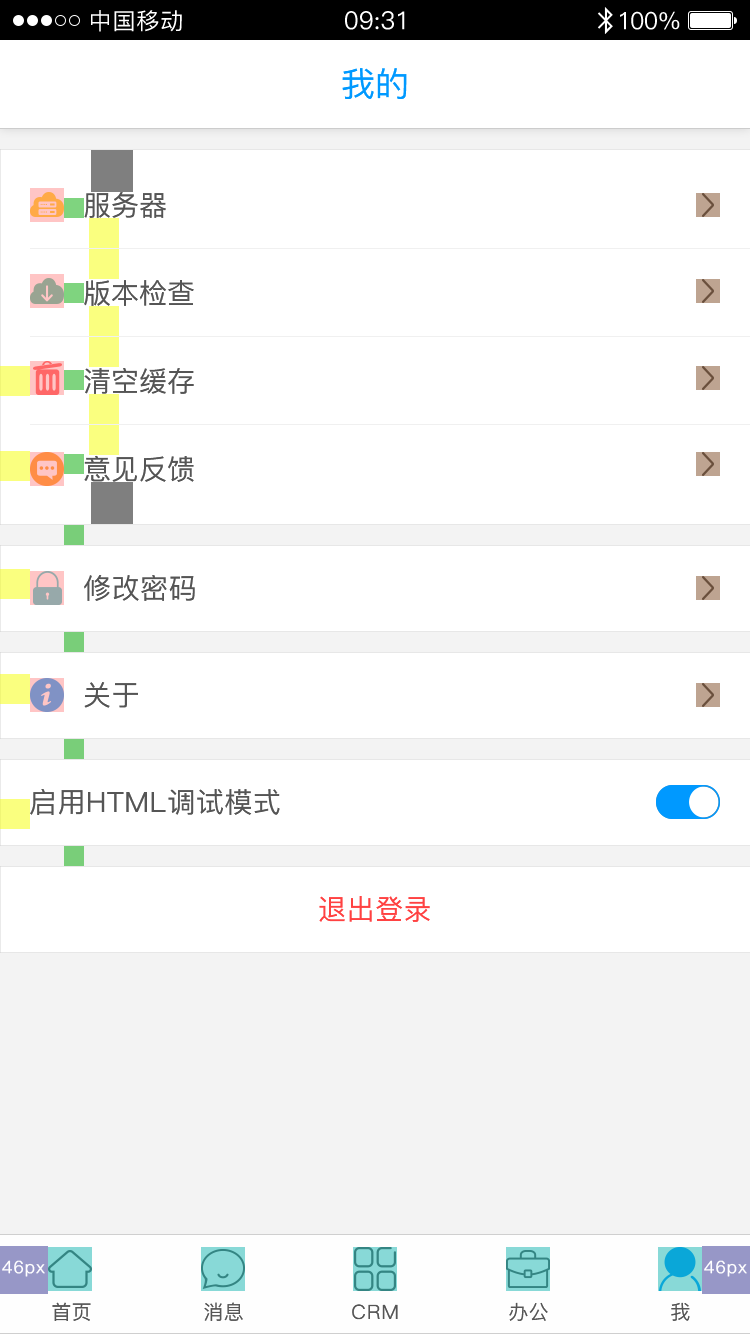 中国移动 09:31 100%
我的
服务器
版本检查
清空缓存
意见反馈
修改密码
关于
启用HTML调试模式
退出登录
46px 46px
首页 消息 CRM 办公 我